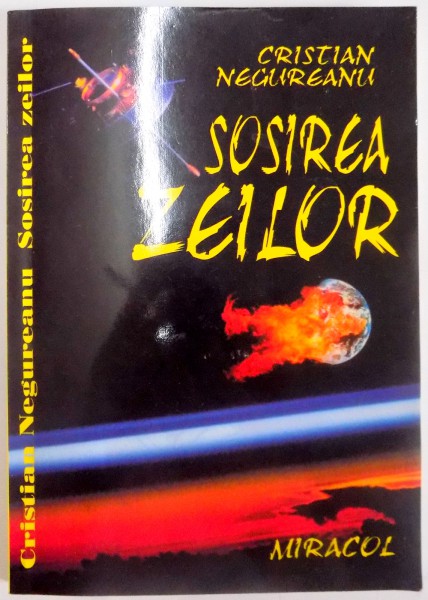 CRISTIAN
NEGUREANU
SOSIREA
ZEILOR
MIRACOL
Cristian Negureanu Sosirea zeilor